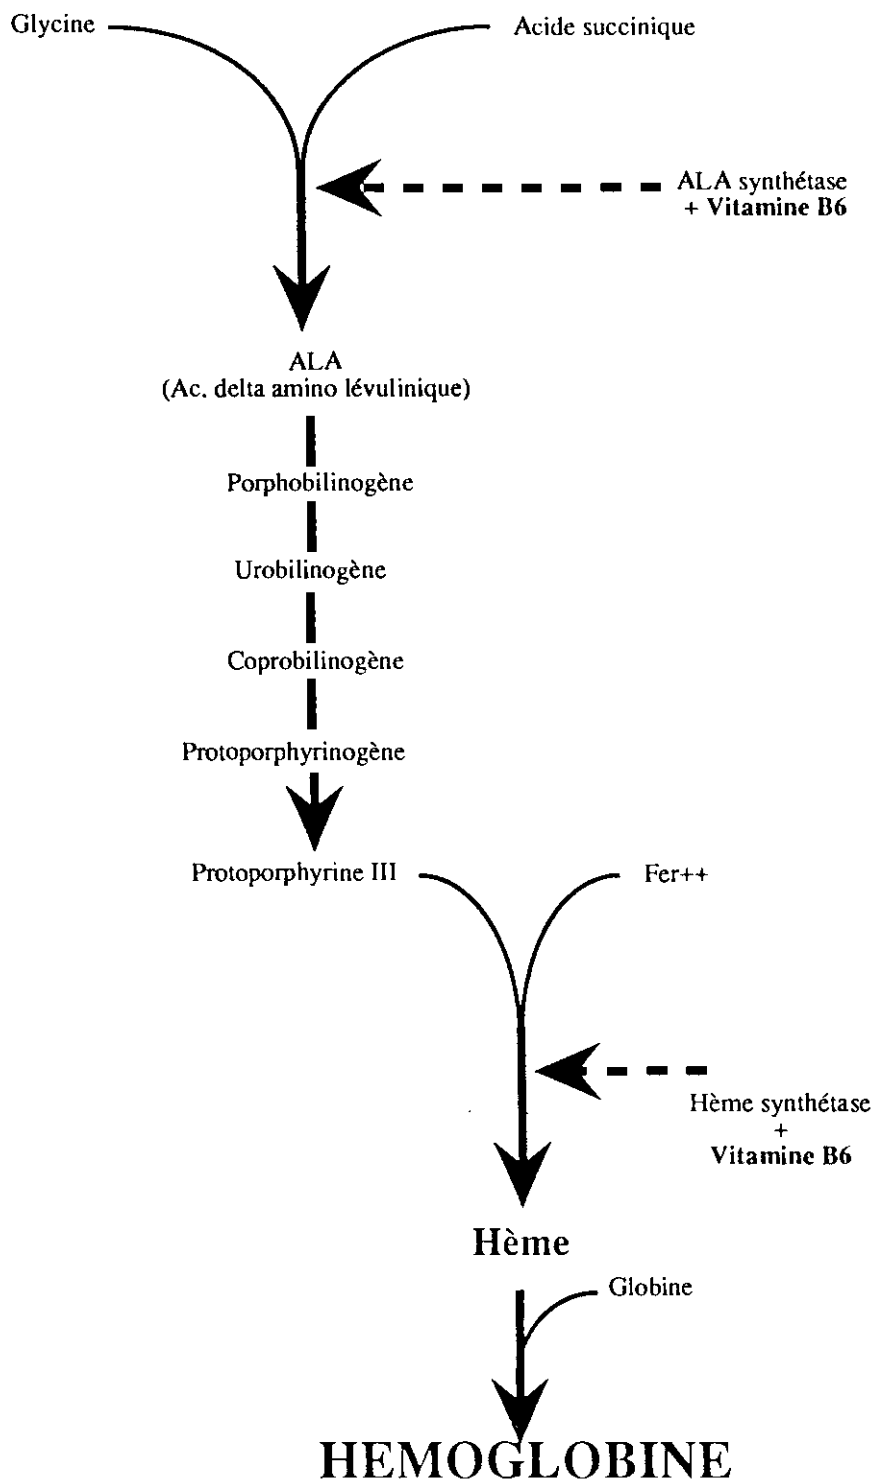 Glycine
Acide succinique
ALA synthétase
+ Vitamine B6
ALA
(Ac. delta amino lévulinique)
Porphobilinogène
Urobilinogène
Coprobilinogène
Protoporphyrinogène
Protoporphyrine III
Fer++
Hème synthétase
+
Vitamine B6
Hème
Globine
HEMOGLOBINE